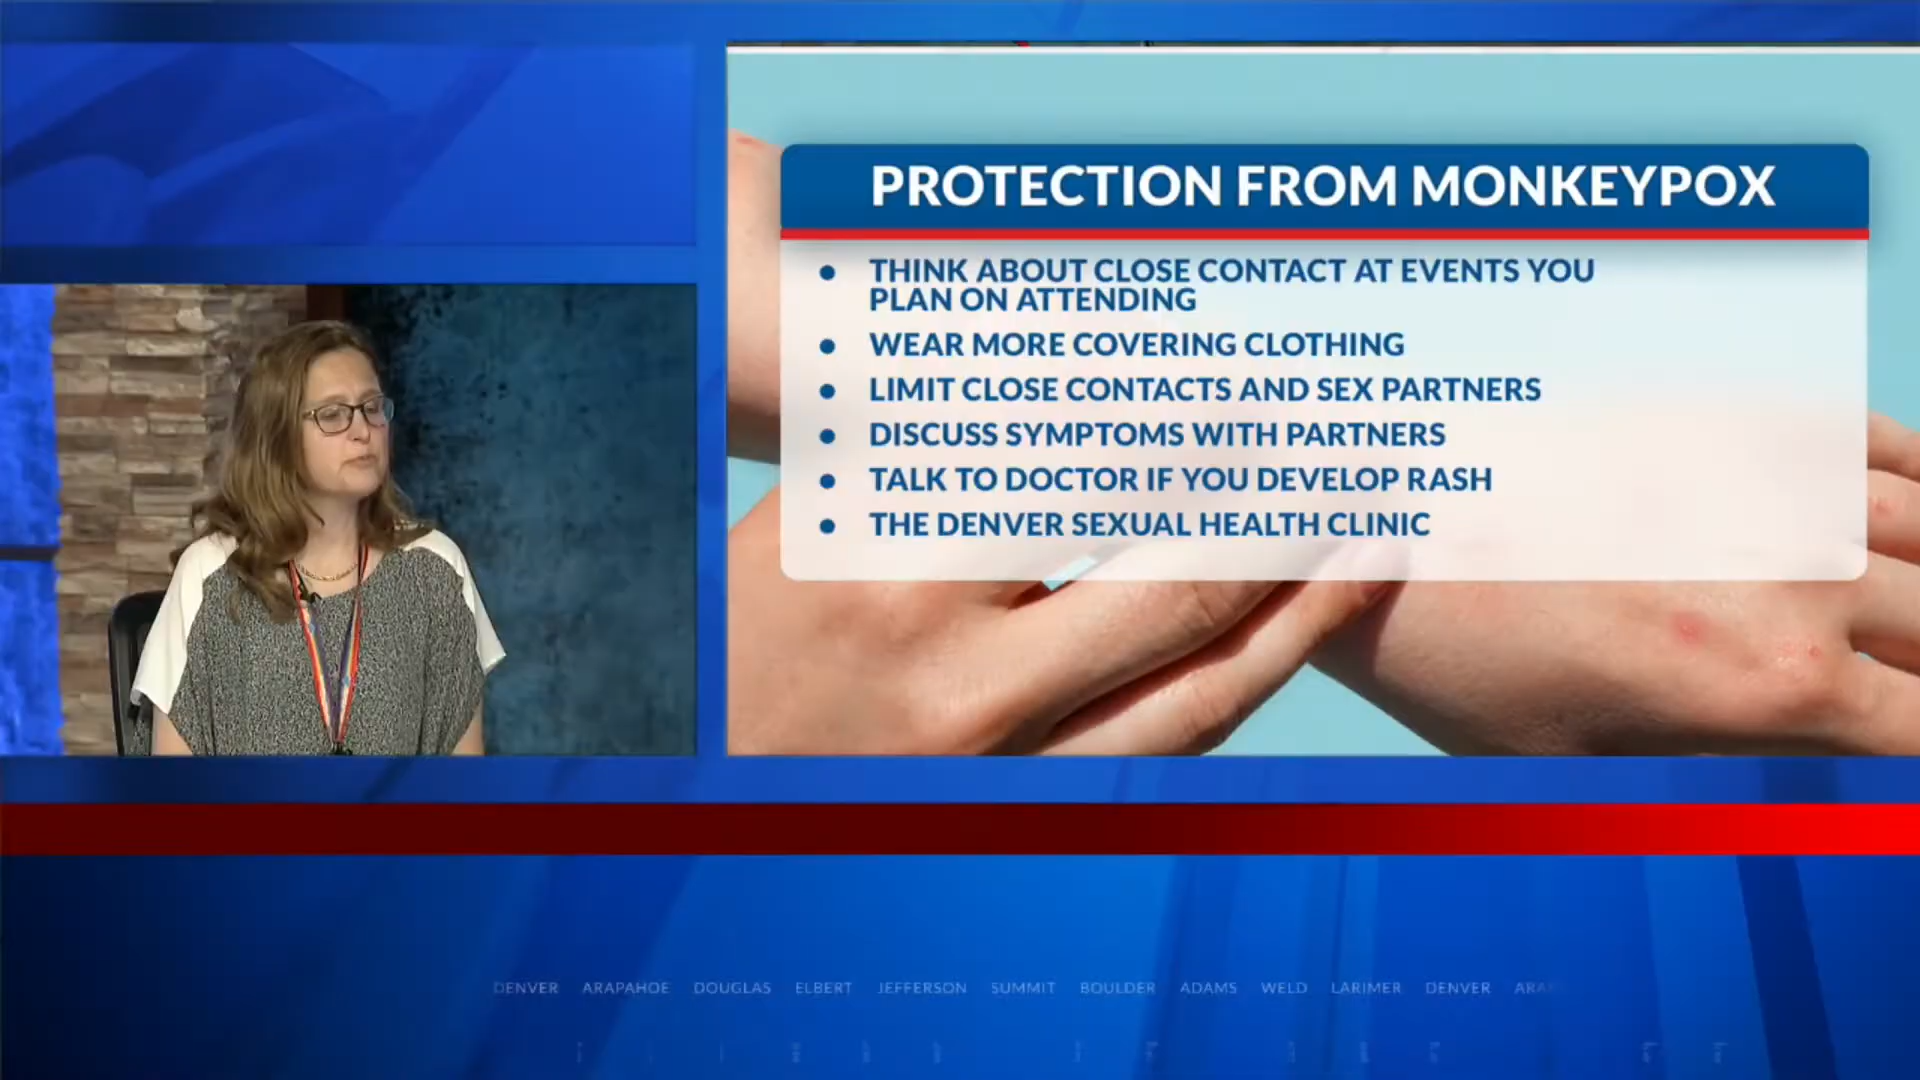 PROTECTION FROM MONKEYPOX
• THINK ABOUT CLOSE CONTACT AT EVENTS YOU
PLAN ON ATTENDING
• WEAR MORE COVERING CLOTHING
• LIMIT CLOSE CONTACTS AND SEX PARTNERS
• DISCUSS SYMPTOMS WITH PARTNERS
• TALK TO DOCTOR IF YOU DEVELOP RASH
• THE DENVER SEXUAL HEALTH CLINIC
DENVER ARAPAHOE DOUGLAS ELBERT JEFFERSON SUMMIT BOULDER ADAMS WELD LARIMER DENVER